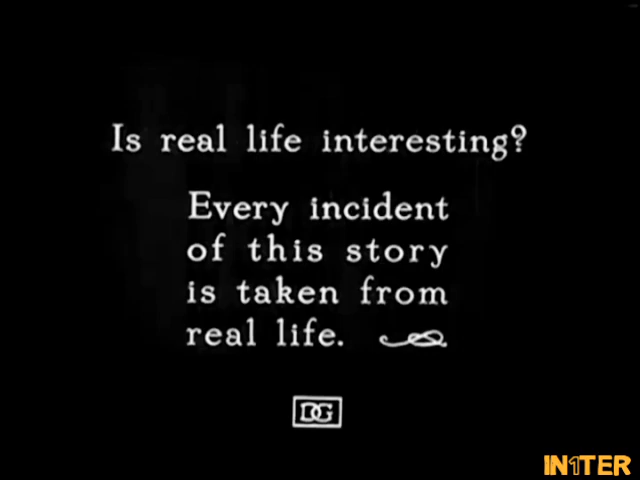 Is real life interesting?
Every incident
of this story
is taken from
real life.
DG
IN1TER